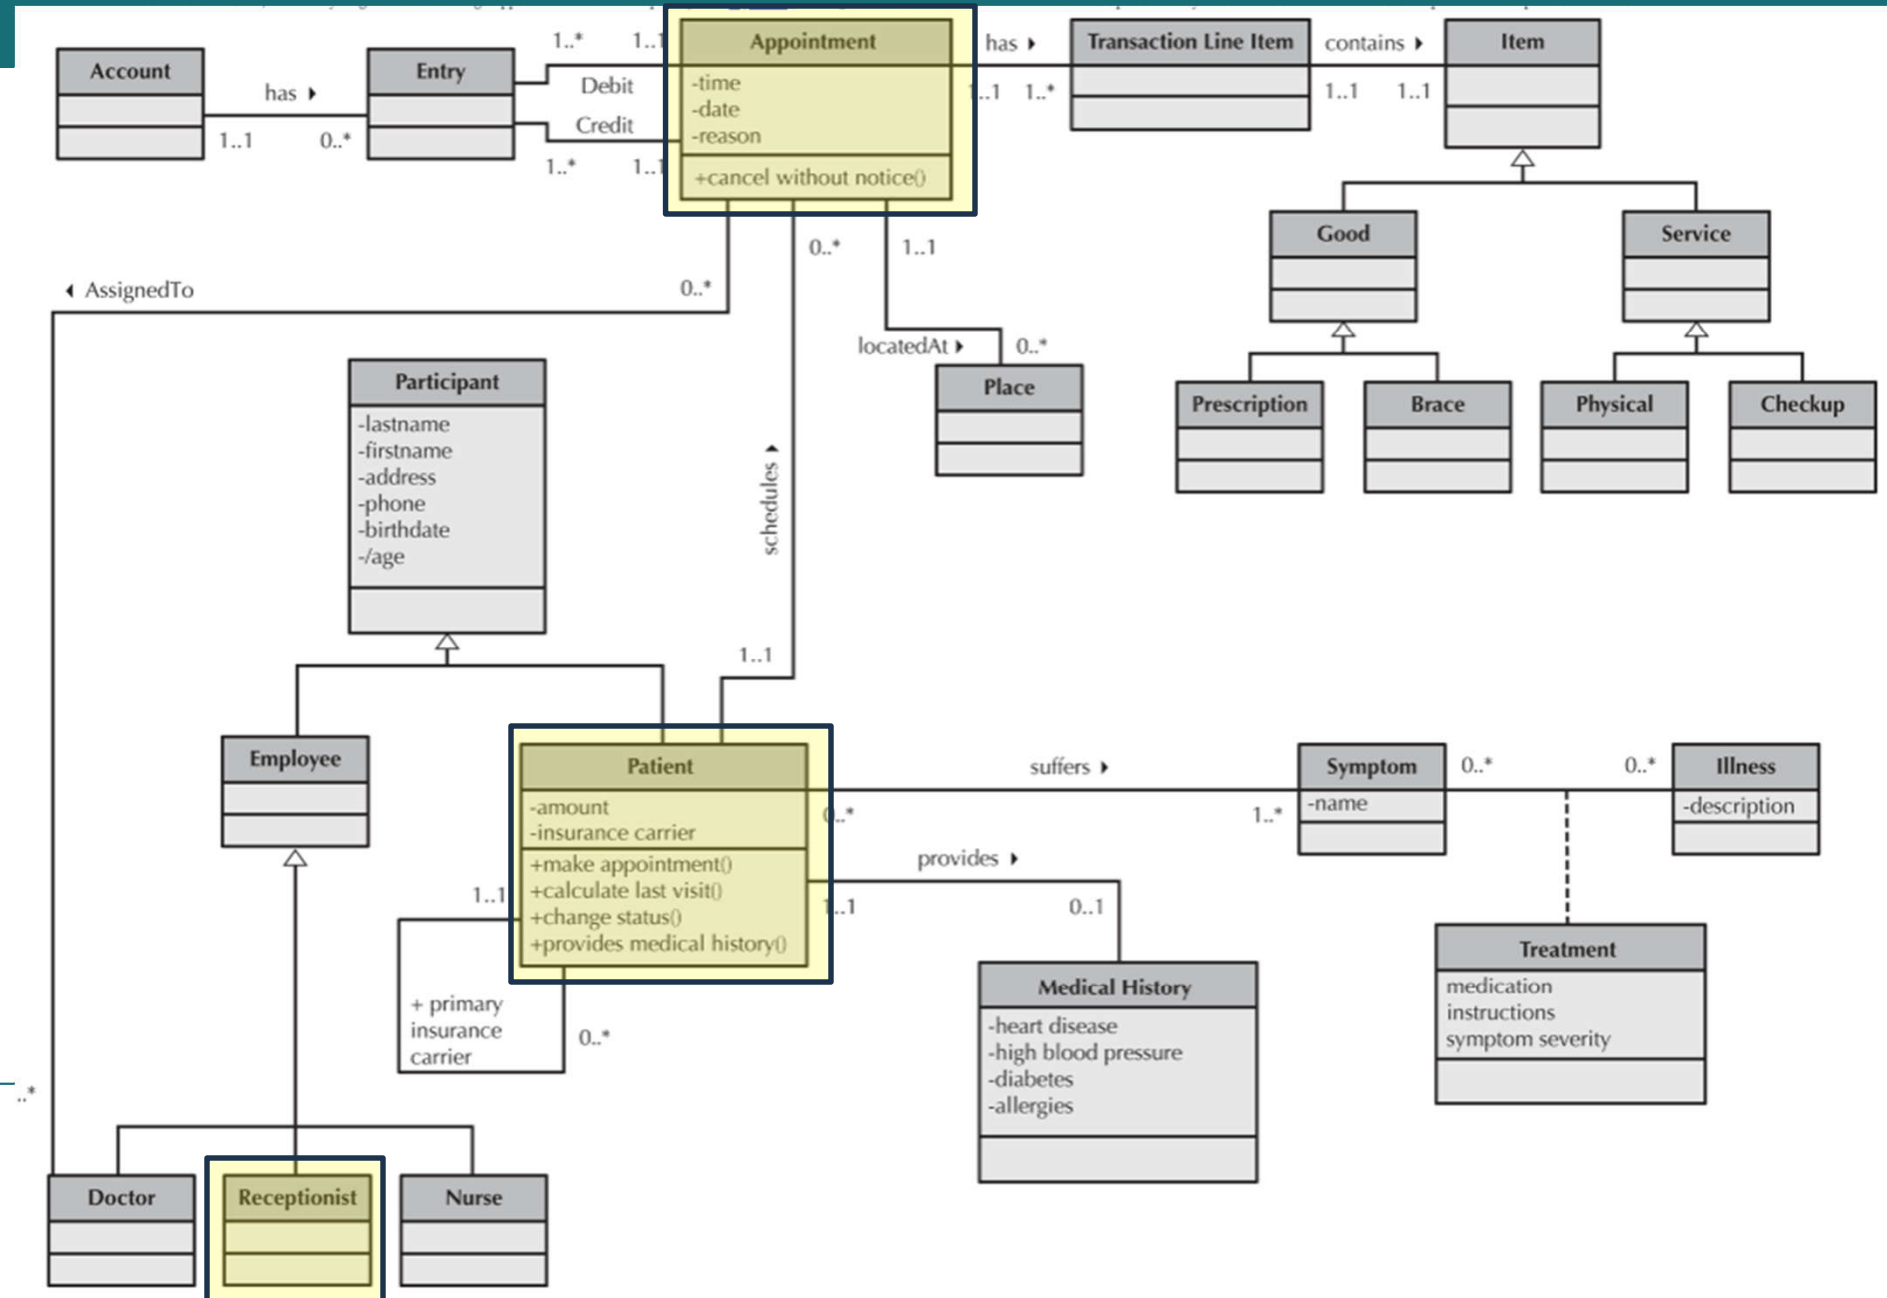 Account
has
1..1
0..*
Entry
1..*
1..1
Debit
Credit
1..*
1..1
Appointment
-time
-date
-reason
+cancel without notice()
has
..1
1..*
Transaction Line Item
contains
1..1
1..1
Item
Good
Service
Prescription
Brace
Physical
Checkup
AssignedTo
0..*
0..*
1..1
locatedAt
0..*
Place
Participant
-lastname
-firstname
-address
-phone
-birthdate
-/age
schedules
1..1
Employee
Patient
-amount
-insurance carrier
+make appointment()
+calculate last visit()
+change status()
+provides medical history()
1..1
+ primary
insurance
carrier
0..*
suffers
0..*
1..*
Symptom
-name
0..*
0..*
Illness
-description
provides
1..1
0..1
Medical History
-heart disease
-high blood pressure
-diabetes
-allergies
Treatment
medication
instructions
symptom severity
..*
Doctor
Receptionist
Nurse